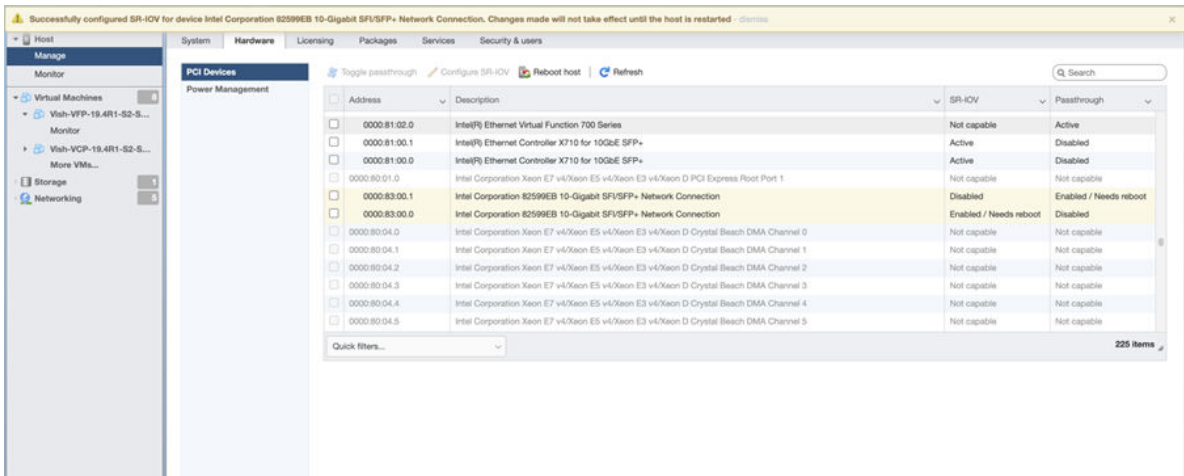 Successfully configured SR-IOV for device Intel Corporation 82599EB 10-Gigabit SFI/SFP+ Network Connection. Changes made will not take effect until the host is restarted - dismiss
Host
Manage
Monitor
Virtual Machines 8
Vish-VFP-19.4R1-S2-S...
Monitor
Vish-VCP-19.4R1-S2-S...
More VMs...
Storage 1
Networking 5
System Hardware Licensing Packages Services Security & users
PCI Devices
Power Management
Toggle passthrough Configure SR-IOV Reboot host Refresh Search
Address Description SR-IOV Passthrough
0000:81:02.0 Intel(R) Ethernet Virtual Function 700 Series Not capable Active
0000:81:00.1 Intel(R) Ethernet Controller X710 for 10GbE SFP+ Active Disabled
0000:81:00.0 Intel(R) Ethernet Controller X710 for 10GbE SFP+ Active Disabled
0000:80:01.0 Intel Corporation Xeon E7 v4/Xeon E5 v4/Xeon E3 v4/Xeon D PCI Express Root Port 1 Not capable Not capable
0000:83:00.1 Intel Corporation 82599EB 10-Gigabit SFI/SFP+ Network Connection Disabled Enabled / Needs reboot
0000:83:00.0 Intel Corporation 82599EB 10-Gigabit SFI/SFP+ Network Connection Enabled / Needs reboot Disabled
0000:80:04.0 Intel Corporation Xeon E7 v4/Xeon E5 v4/Xeon E3 v4/Xeon D Crystal Beach DMA Channel 0 Not capable Not capable
0000:80:04.1 Intel Corporation Xeon E7 v4/Xeon E5 v4/Xeon E3 v4/Xeon D Crystal Beach DMA Channel 1 Not capable Not capable
0000:80:04.2 Intel Corporation Xeon E7 v4/Xeon E5 v4/Xeon E3 v4/Xeon D Crystal Beach DMA Channel 2 Not capable Not capable
0000:80:04.3 Intel Corporation Xeon E7 v4/Xeon E5 v4/Xeon E3 v4/Xeon D Crystal Beach DMA Channel 3 Not capable Not capable
0000:80:04.4 Intel Corporation Xeon E7 v4/Xeon E5 v4/Xeon E3 v4/Xeon D Crystal Beach DMA Channel 4 Not capable Not capable
0000:80:04.5 Intel Corporation Xeon E7 v4/Xeon E5 v4/Xeon E3 v4/Xeon D Crystal Beach DMA Channel 5 Not capable Not capable
Quick filters... 225 items